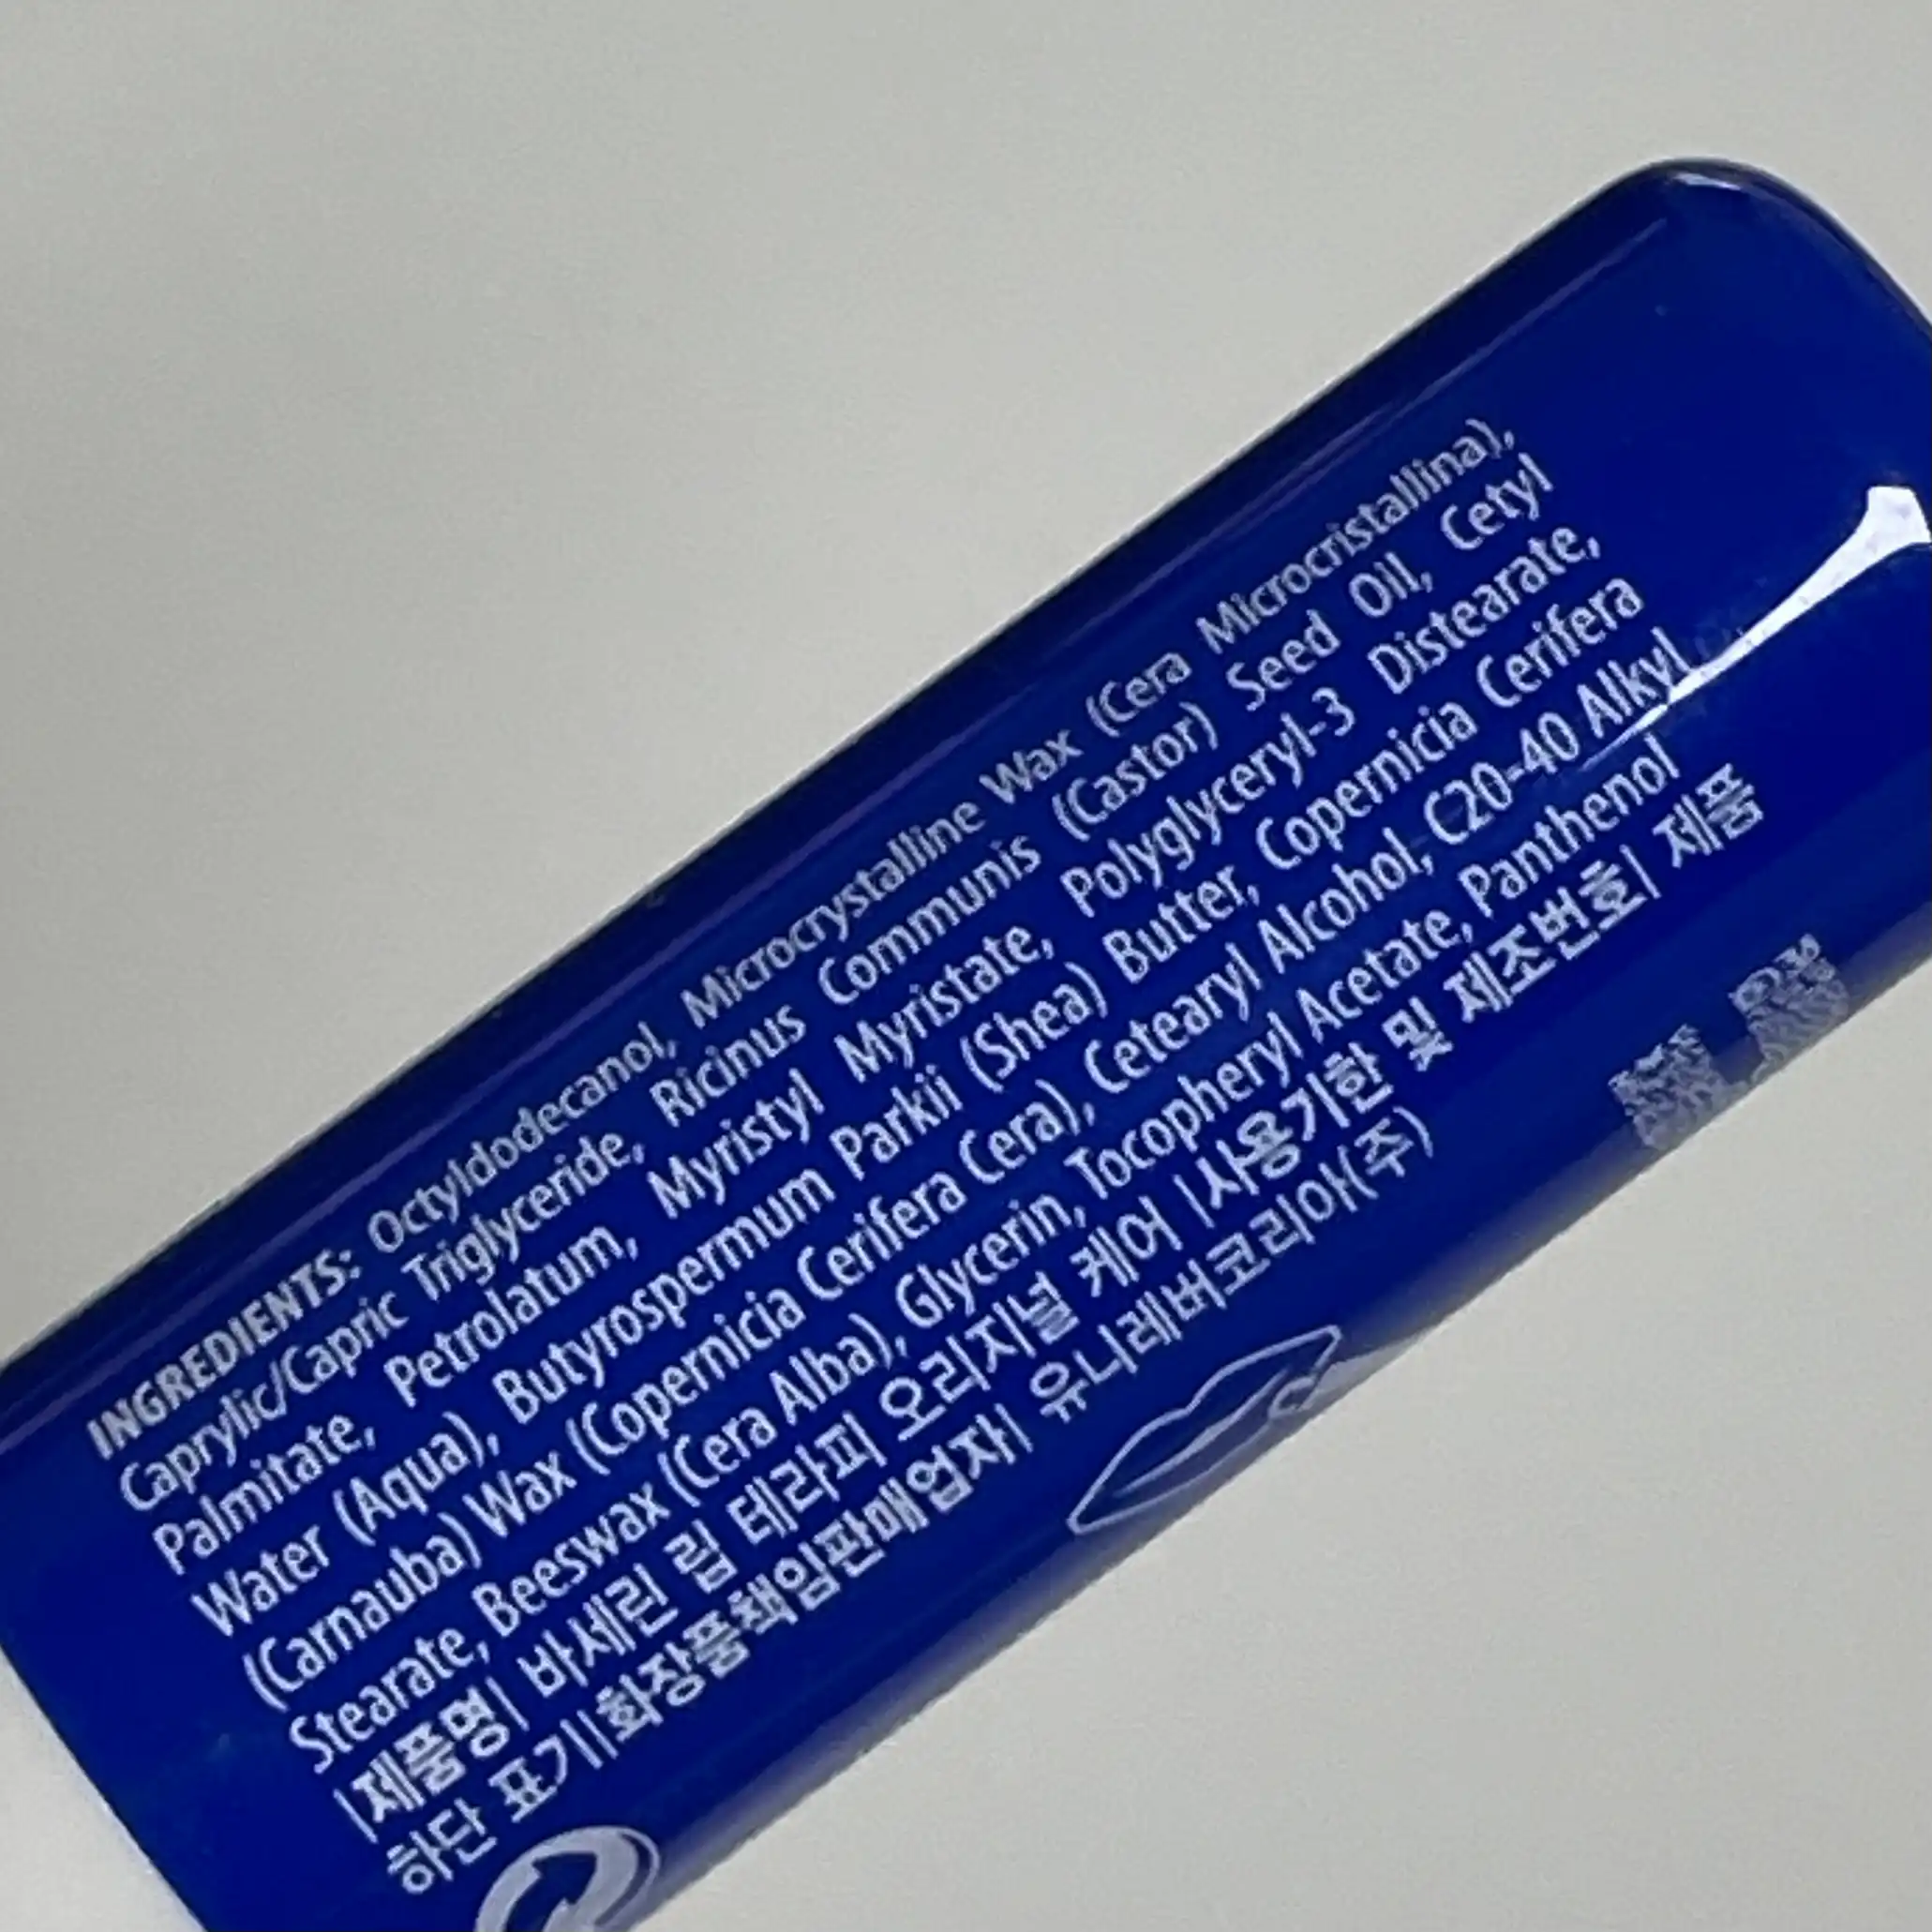 INGREDIENTS: Octyldodecanol, Microcrystalline Wax (Cera Microcristallina),
Caprylic/Capric Triglyceride, Ricinus Communis (Castor) Seed Oil, Cetyl
Palmitate, Petrolatum, Myristyl Myristate, Polyglyceryl-3 Distearate,
Water (Aqua), Butyrospermum Parkii (Shea) Butter, Copernicia Cerifera
(Carnauba) Wax (Copernicia Cerifera Cera), Cetearyl Alcohol, C20-40 Alkyl
Stearate, Beeswax (Cera Alba), Glycerin, Tocopheryl Acetate, Panthenol
|제품명| 바세린 립 테라피 오리지널 케어 |사용기한 및 제조번호| 제품
하단 표기||화장품책임판매업자| 유니레버코리아(주)